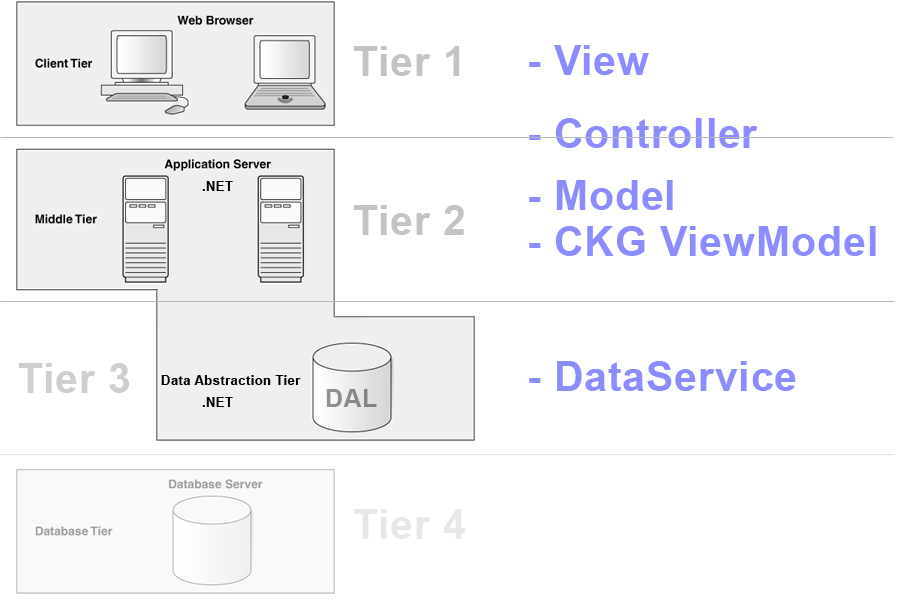 Web Browser
Client Tier
Tier 1
- View
- Controller
Application Server
.NET
Middle Tier
Tier 2
- Model
- CKG ViewModel
Tier 3
Data Abstraction Tier
.NET
DAL
- DataService
Database Server
Database Tier
Tier 4